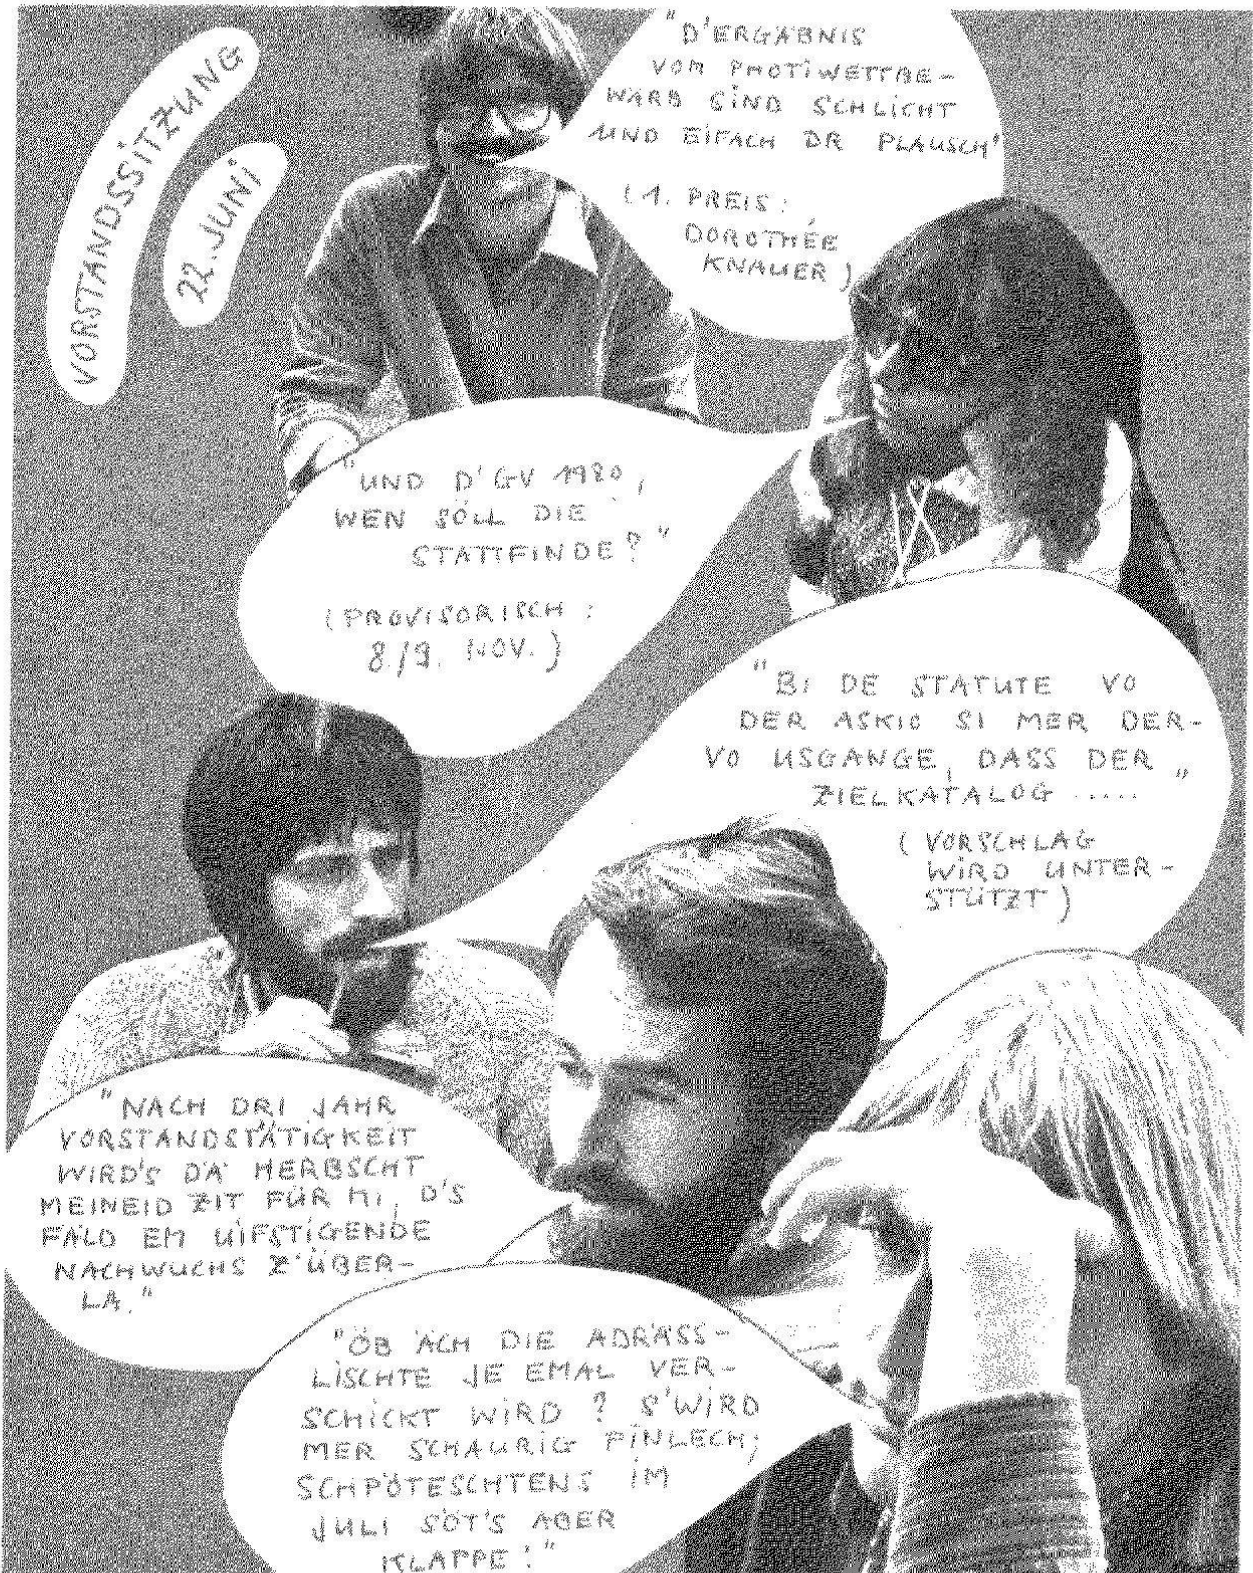 VORSTANDSSITZUNG
22. JUNI
"D'ERGÄBNIS
VOM PHOTIWETTBE-
WÄRB SIND SCHLICHT
UND EIFACH DR PLAUSCH"
(1. PREIS:
DOROTHÉE
KNAUER)
"UND D'GV 1980,
WEN SÖLL DIE
STATTFINDE?"
(PROVISORISCH:
8./9. NOV.)
"BI DE STATUTE VO
DER ASKIO SI MER DER-
VO USGANGE, DASS DER
ZIELKATALOG ....."
(VORSCHLAG
WIRD UNTER-
STÜTZT)
"NACH DRI JAHR
VORSTANDSTÄTIGKEIT
WIRD'S DÄ HERBSCHT
MEINEID ZIT FÜR MI, D'S
FÄLD EM UIFSTIGENDE
NACHWUCHS Z'ÜBER-
LA."
"ÖB ÄCH DIE ADRÄSS-
LISCHTE JE EMAL VER-
SCHICKT WIRD? S'WIRD
MER SCHAURIG PINLECH;
SCHPÖTESCHTENS IM
JULI SÖT'S ABER
KLAPPE!"